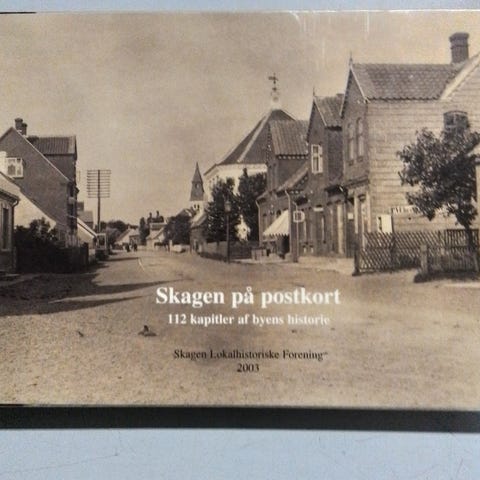 Skagen på postkort
112 kapitler af byens historie
Skagen Lokalhistoriske Forening
2003